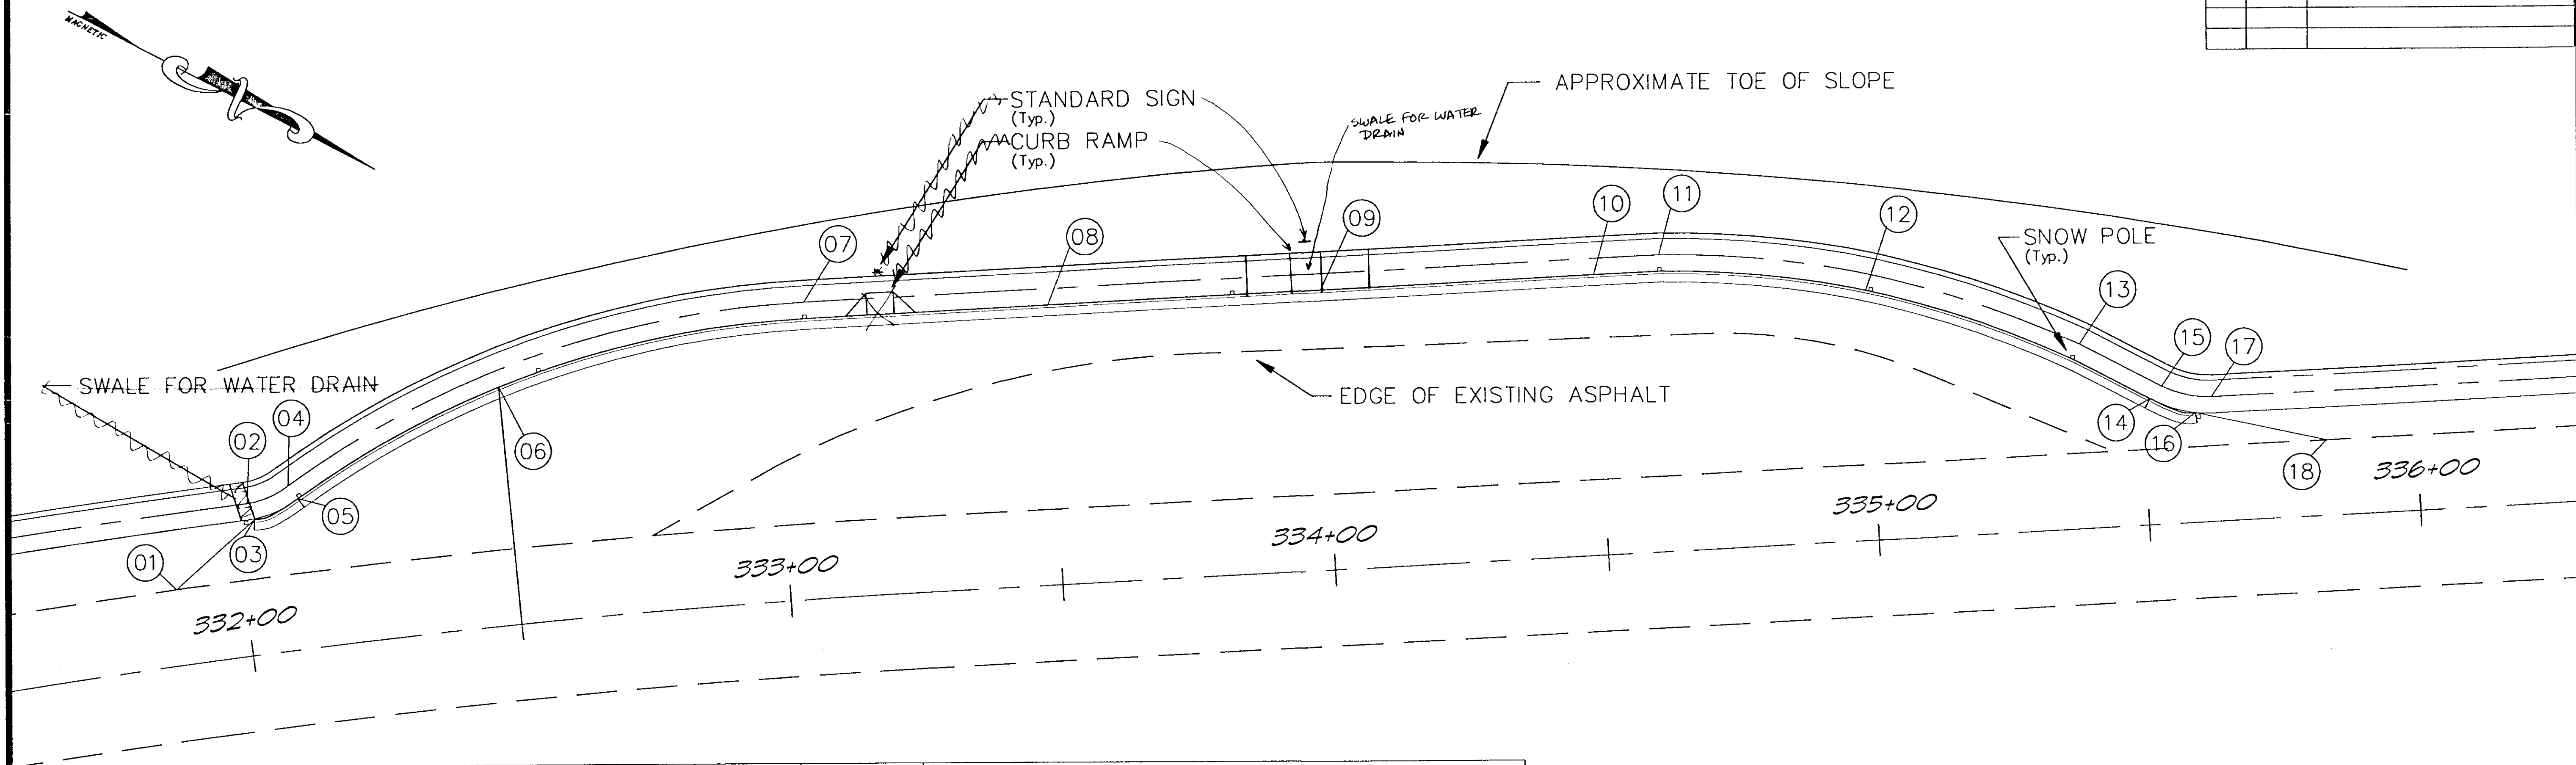 MAGNETIC
STANDARD SIGN
(Typ.)
CURB RAMP
(Typ.)
SWALE FOR WATER
DRAIN
APPROXIMATE TOE OF SLOPE
SNOW POLE
(Typ.)
SWALE FOR WATER DRAIN
EDGE OF EXISTING ASPHALT
01
02
03
04
05
06
07
08
09
10
11
12
13
14
15
16
17
18
332+00
333+00
334+00
335+00
336+00